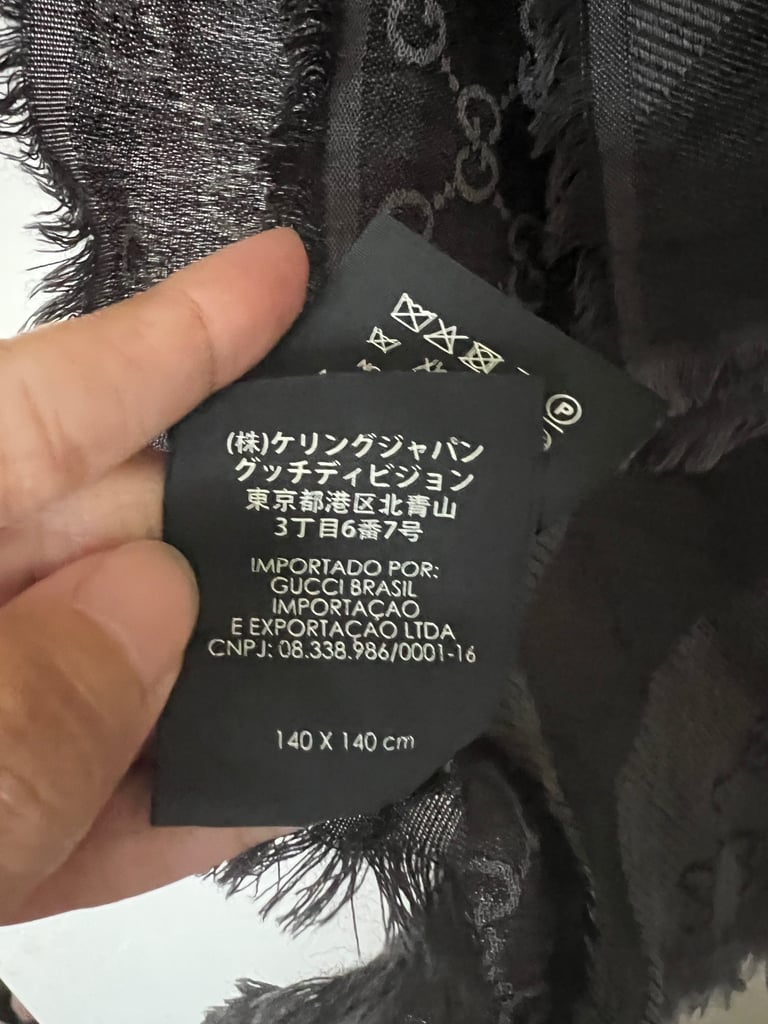 (株)ケリングジャパン
グッチディビジョン
東京都港区北青山
3丁目6番7号
IMPORTADO POR:
GUCCI BRASIL
IMPORTAÇAO
E EXPORTAÇAO LTDA
CNPJ: 08.338.986/0001-16
140 X 140 cm
P